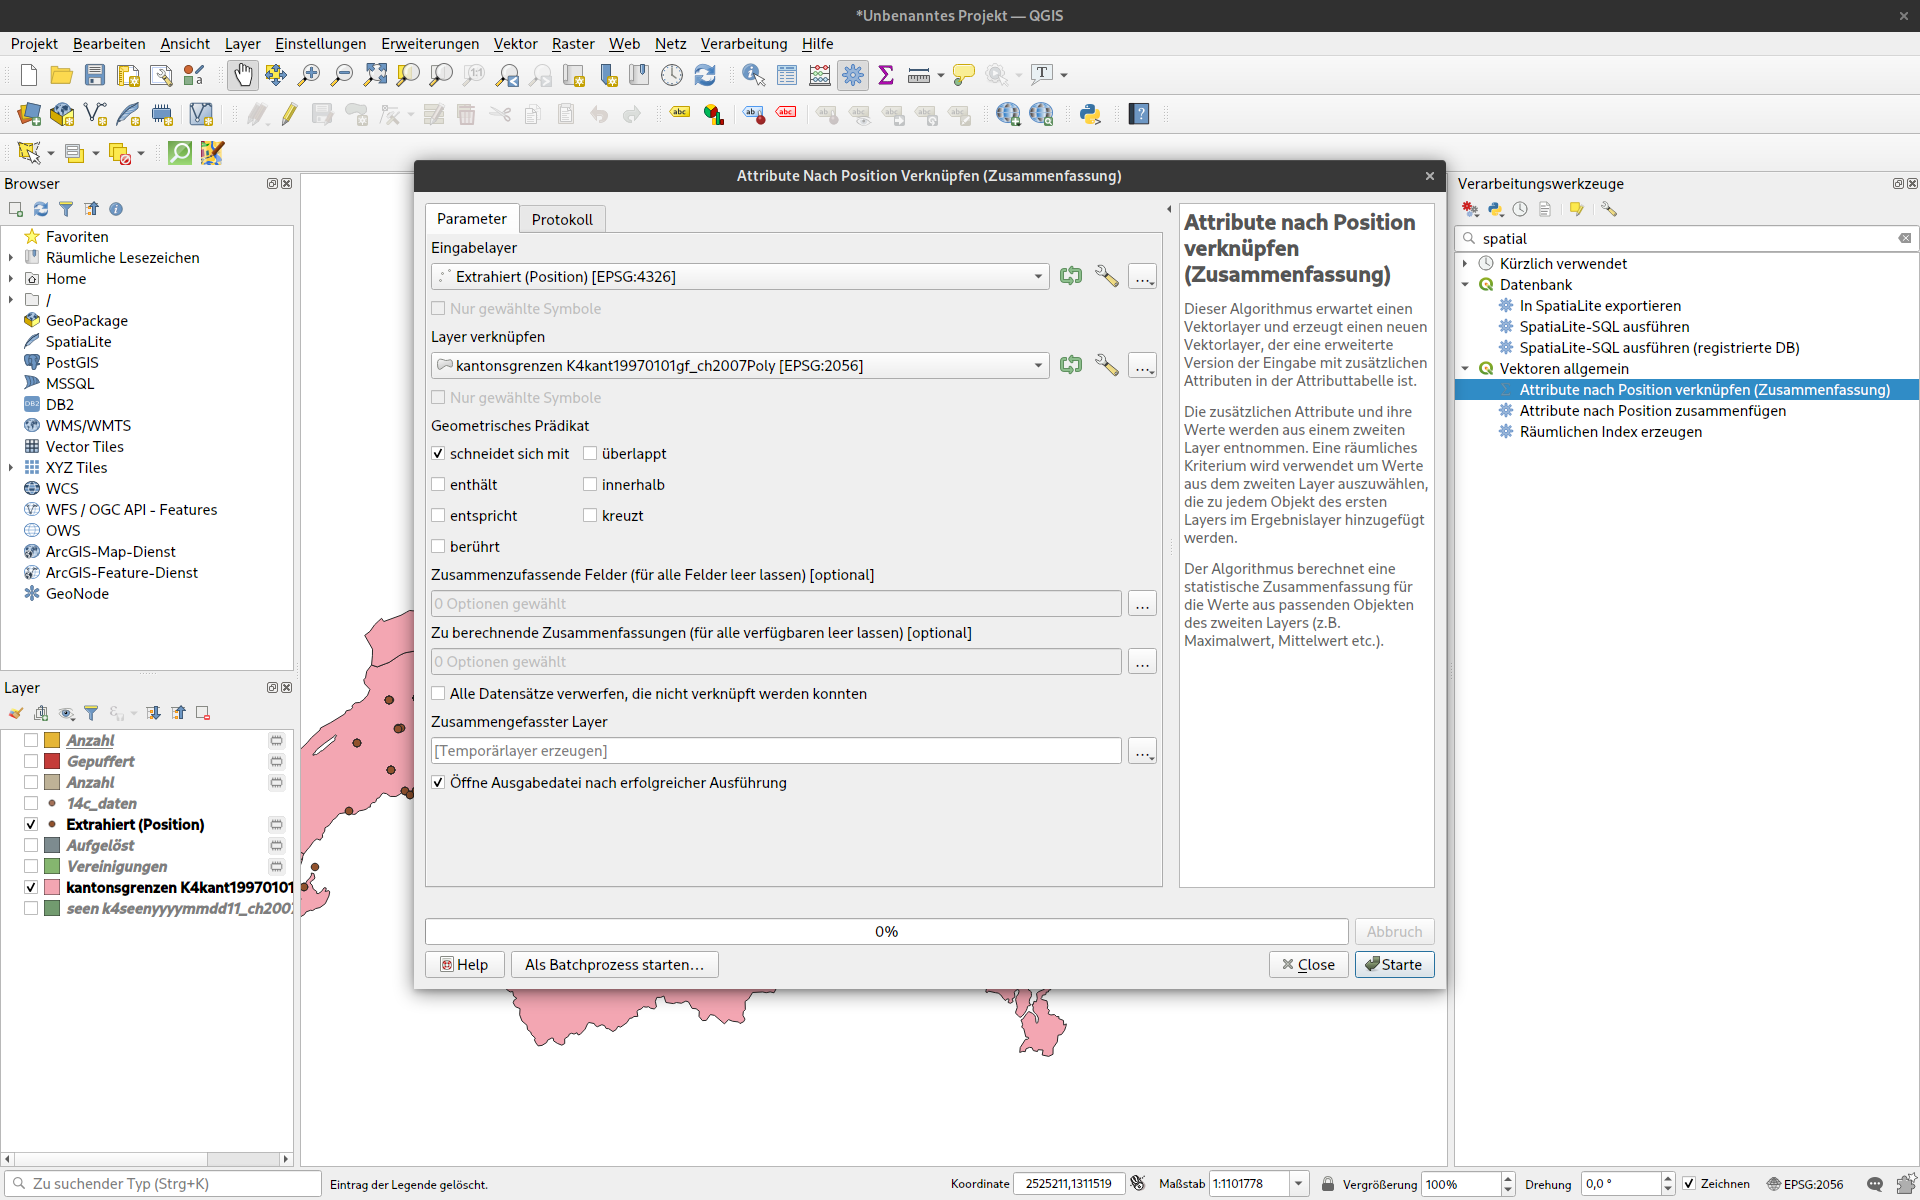 *Unbenanntes Projekt — QGIS
Projekt Bearbeiten Ansicht Layer Einstellungen Erweiterungen Vektor Raster Web Netz Verarbeitung Hilfe
Browser
Favoriten
Räumliche Lesezeichen
Home
/
GeoPackage
SpatiaLite
PostGIS
MSSQL
DB2
WMS/WMTS
Vector Tiles
XYZ Tiles
WCS
WFS / OGC API - Features
OWS
ArcGIS-Map-Dienst
ArcGIS-Feature-Dienst
GeoNode
Layer
Anzahl
Gepuffert
Anzahl
14c_daten
Extrahiert (Position)
Aufgelöst
Vereinigungen
kantonsgrenzen K4kant19970101
seen k4seenyyyymmdd11_ch200
Attribute Nach Position Verknüpfen (Zusammenfassung)
Parameter Protokoll
Eingabelayer
Extrahiert (Position) [EPSG:4326]
Nur gewählte Symbole
Layer verknüpfen
kantonsgrenzen K4kant19970101gf_ch2007Poly [EPSG:2056]
Nur gewählte Symbole
Geometrisches Prädikat
schneidet sich mit überlappt
enthält innerhalb
entspricht kreuzt
berührt
Zusammenzufassende Felder (für alle Felder leer lassen) [optional]
0 Optionen gewählt …
Zu berechnende Zusammenfassungen (für alle verfügbaren leer lassen) [optional]
0 Optionen gewählt …
Alle Datensätze verwerfen, die nicht verknüpft werden konnten
Zusammengefasster Layer
[Temporärlayer erzeugen] …
Öffne Ausgabedatei nach erfolgreicher Ausführung
Attribute nach Position
verknüpfen
(Zusammenfassung)
Dieser Algorithmus erwartet einen
Vektorlayer und erzeugt einen neuen
Vektorlayer, der eine erweiterte
Version der Eingabe mit zusätzlichen
Attributen in der Attributtabelle ist.
Die zusätzlichen Attribute und ihre
Werte werden aus einem zweiten
Layer entnommen. Eine räumliches
Kriterium wird verwendet um Werte
aus dem zweiten Layer auszuwählen,
die zu jedem Objekt des ersten
Layers im Ergebnislayer hinzugefügt
werden.
Der Algorithmus berechnet eine
statistische Zusammenfassung für
die Werte aus passenden Objekten
des zweiten Layers (z.B.
Maximalwert, Mittelwert etc.).
0% Abbruch
Help Als Batchprozess starten… Close Starte
Verarbeitungswerkzeuge
spatial
Kürzlich verwendet
Datenbank
In SpatiaLite exportieren
SpatiaLite-SQL ausführen
SpatiaLite-SQL ausführen (registrierte DB)
Vektoren allgemein
Attribute nach Position verknüpfen (Zusammenfassung)
Attribute nach Position zusammenfügen
Räumlichen Index erzeugen
Zu suchender Typ (Strg+K) Eintrag der Legende gelöscht. Koordinate 2525211,1311519 Maßstab 1:1101778 Vergrößerung 100% Drehung 0,0 ° Zeichnen EPSG:2056